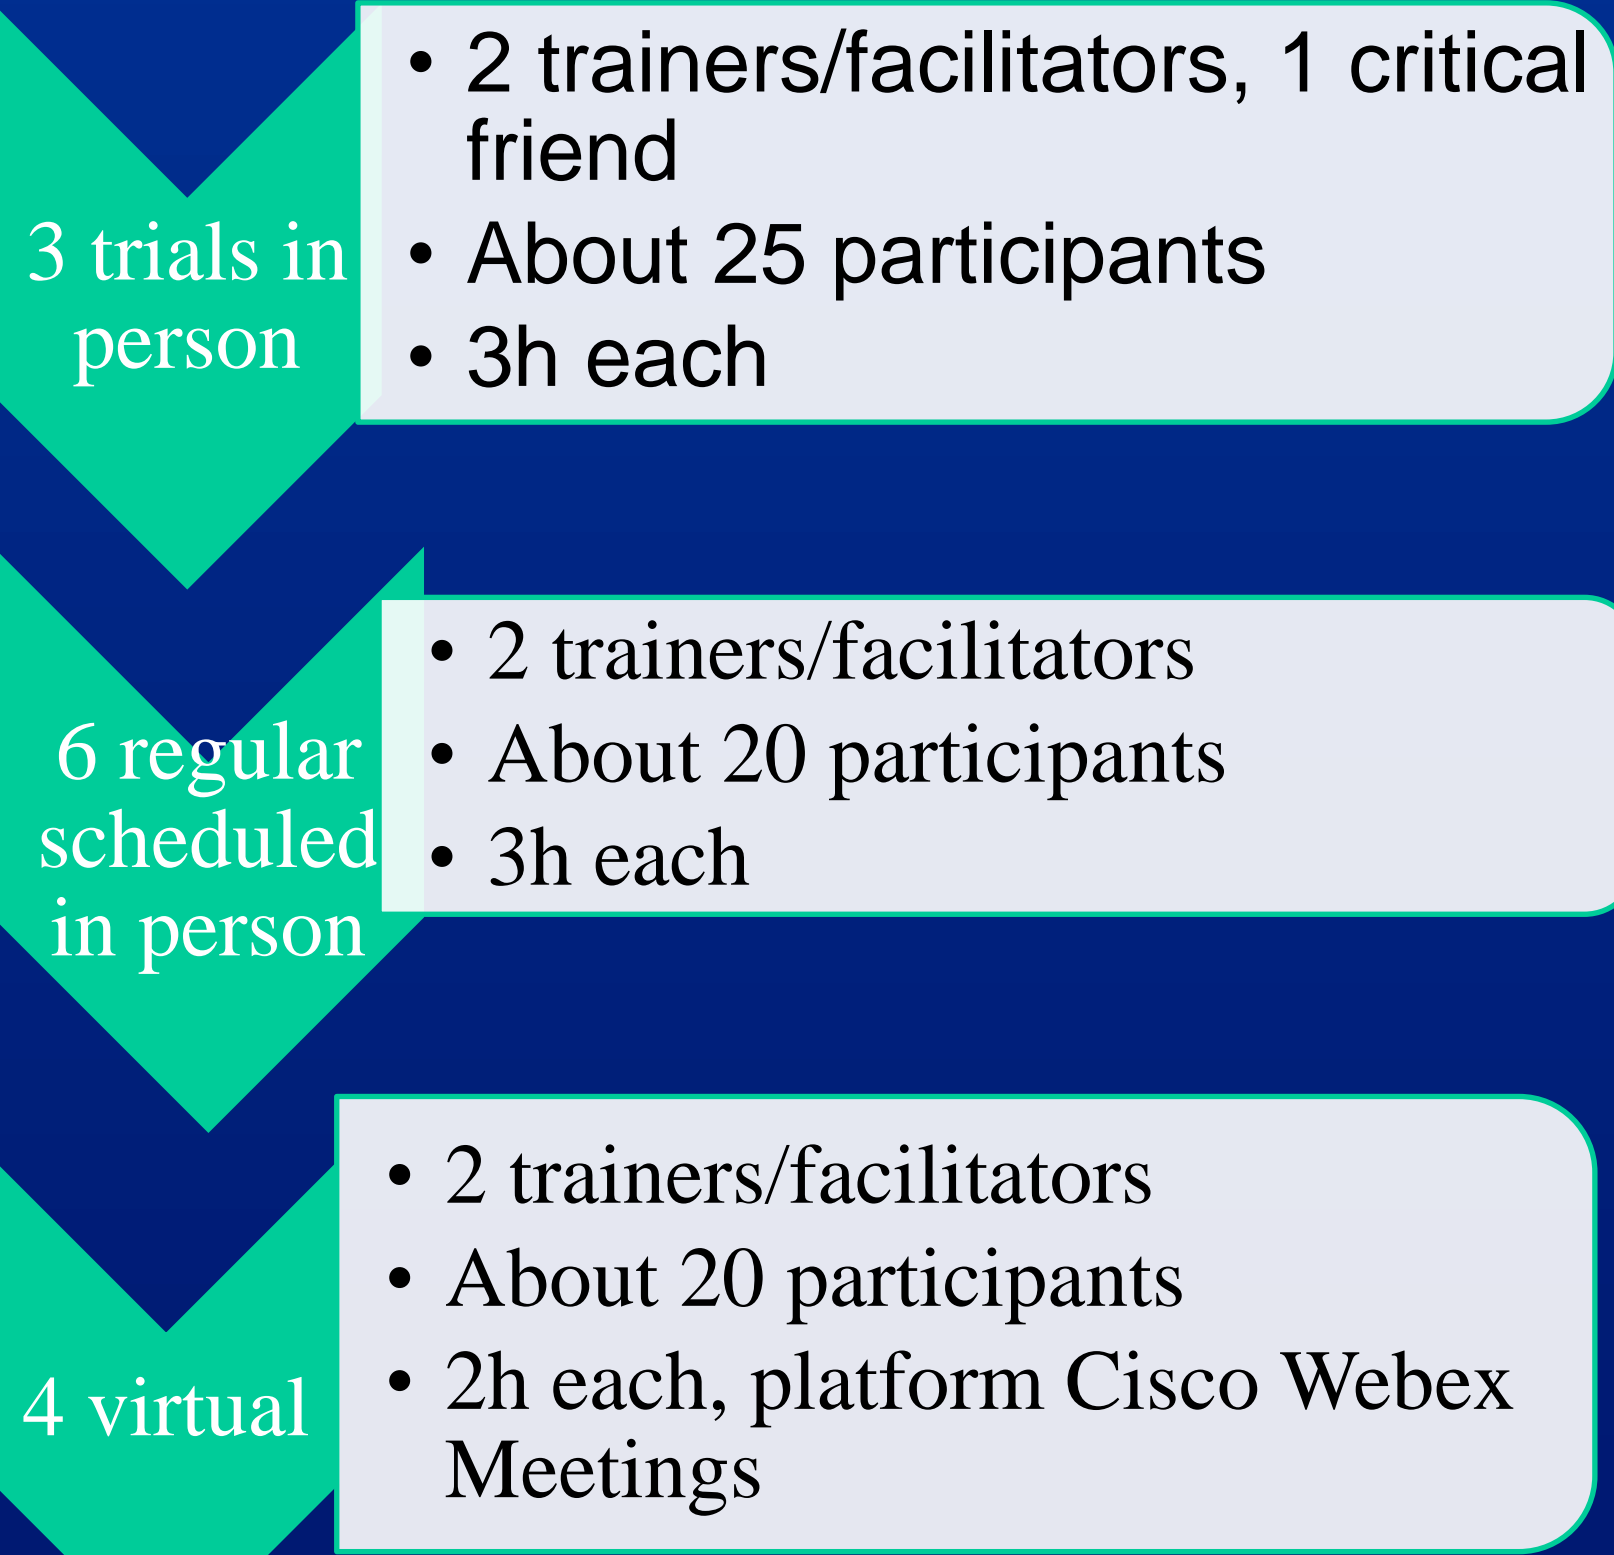 3 trials in
person
• 2 trainers/facilitators, 1 critical
friend
• About 25 participants
• 3h each
6 regular
scheduled
in person
• 2 trainers/facilitators
• About 20 participants
• 3h each
4 virtual
• 2 trainers/facilitators
• About 20 participants
• 2h each, platform Cisco Webex
Meetings